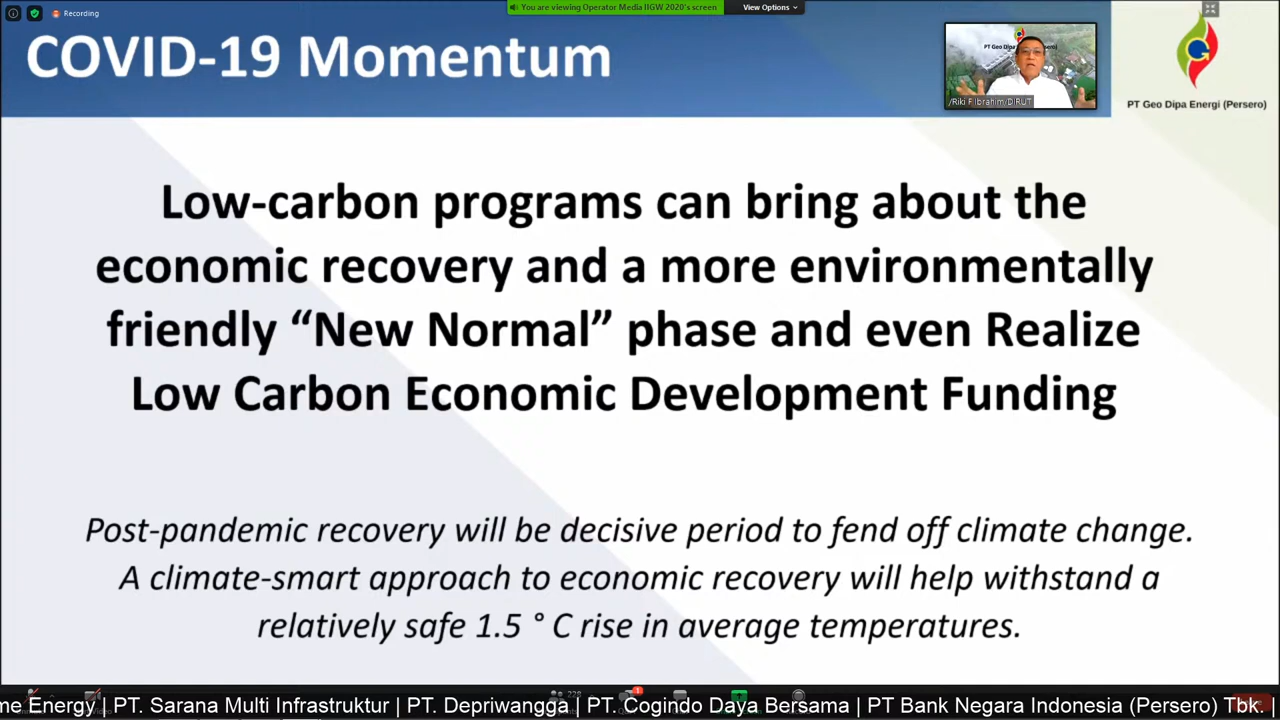 Recording
You are viewing Operator Media IIGW 2020's screen
View Options
COVID-19 Momentum
/Riki F Ibrahim/DIRUT
PT Geo Dipa Energi (Persero)
Low-carbon programs can bring about the
economic recovery and a more environmentally
friendly “New Normal” phase and even Realize
Low Carbon Economic Development Funding
Post-pandemic recovery will be decisive period to fend off climate change.
A climate-smart approach to economic recovery will help withstand a
relatively safe 1.5 ° C rise in average temperatures.
me Energy | PT. Sarana Multi Infrastruktur | PT. Depriwangga | PT. Cogindo Daya Bersama | PT Bank Negara Indonesia (Persero) Tbk. |